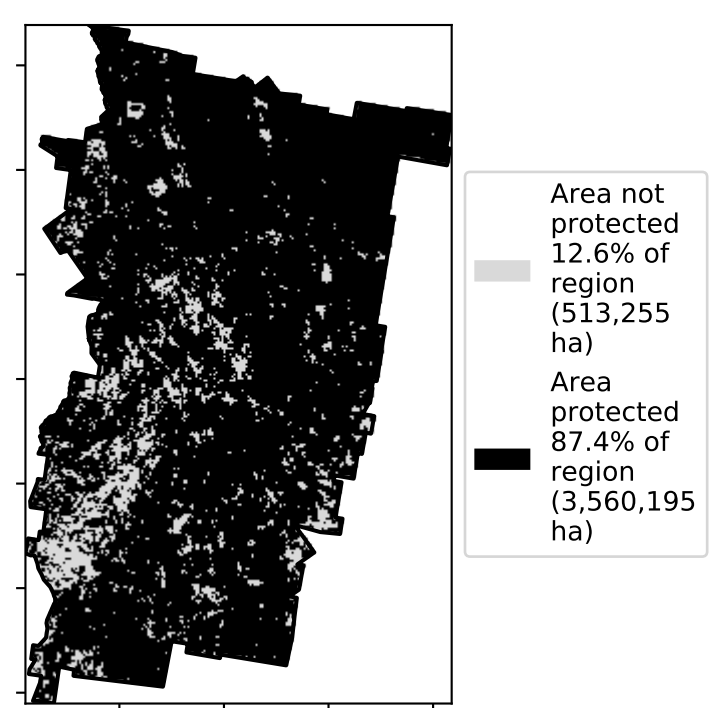 Area not
protected
12.6% of
region
(513,255
ha)
Area
protected
87.4% of
region
(3,560,195
ha)